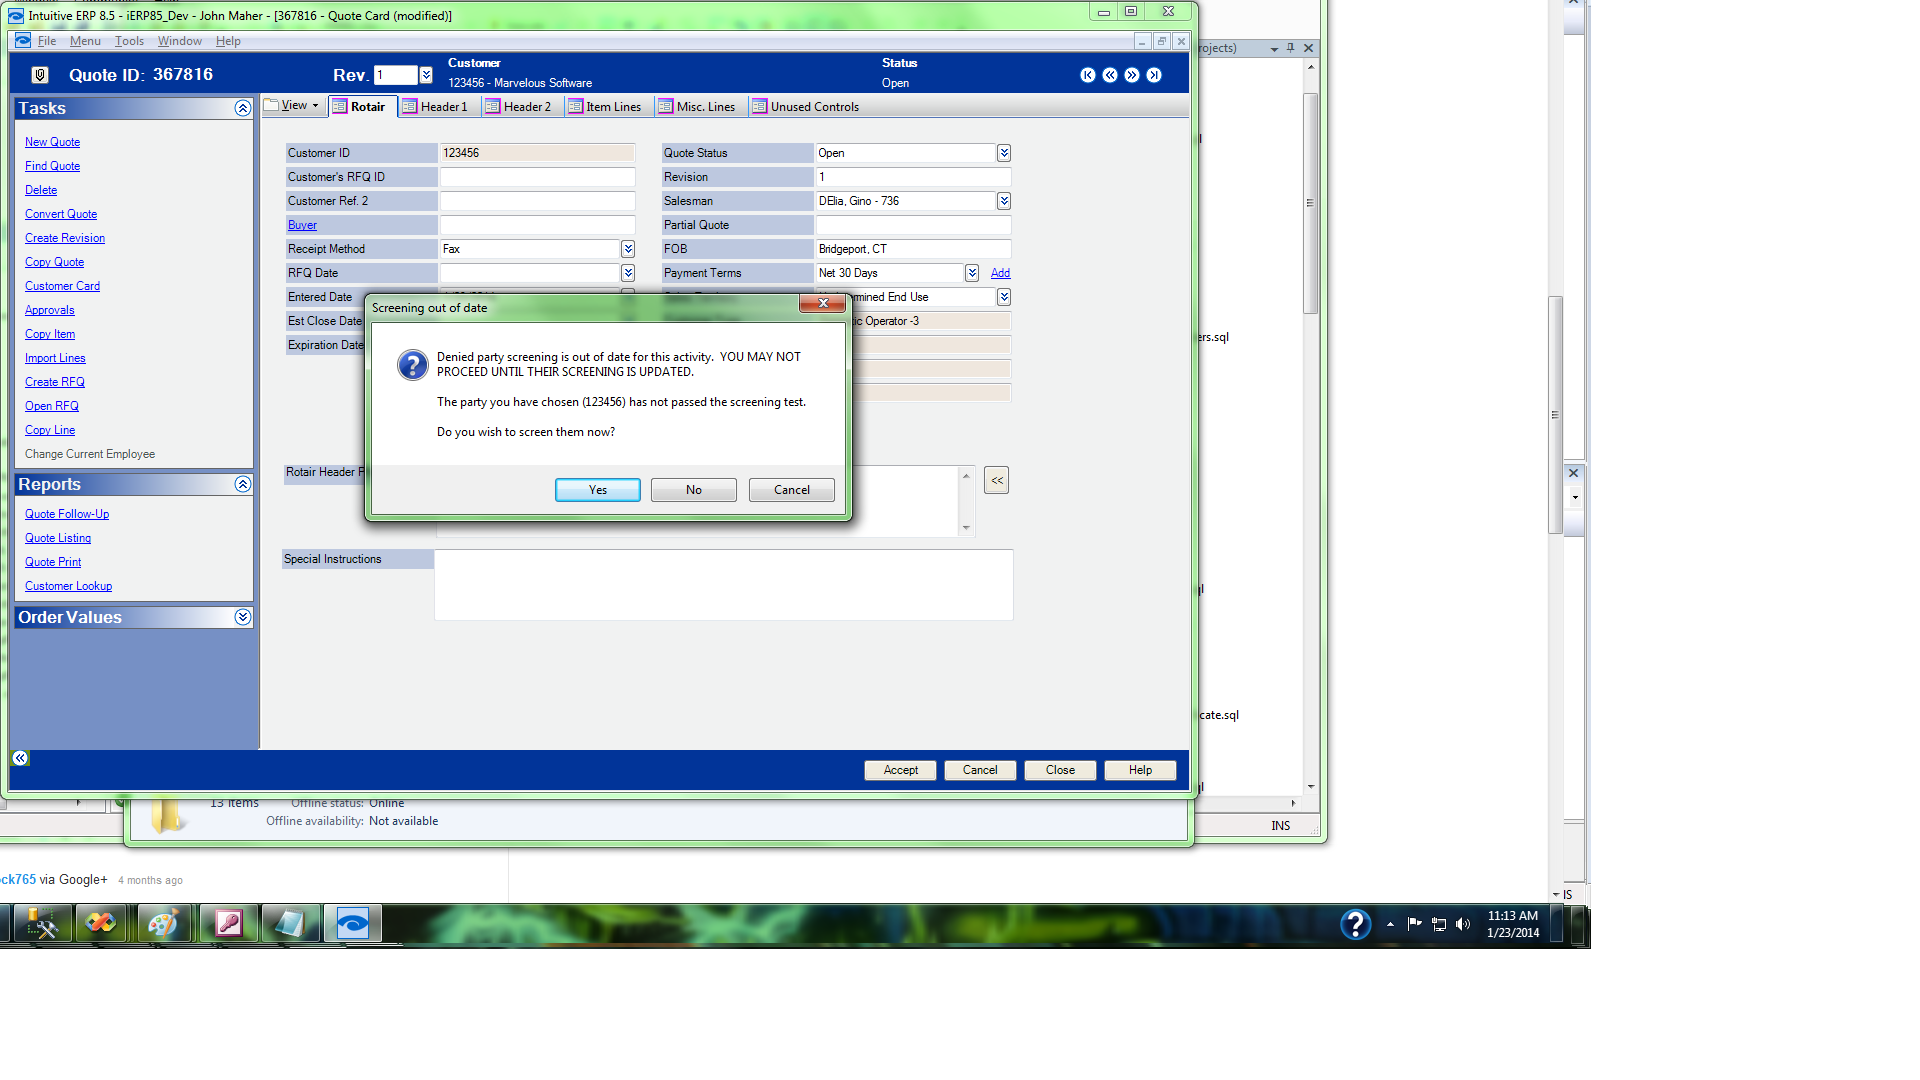 Intuitive ERP 8.5 - iERP85_Dev - John Maher - [367816 - Quote Card (modified)]
File Menu Tools Window Help
Quote ID: 367816
Rev. 1
Customer
123456 - Marvelous Software
Status
Open
Tasks
New Quote
Find Quote
Delete
Convert Quote
Create Revision
Copy Quote
Customer Card
Approvals
Copy Item
Import Lines
Create RFQ
Open RFQ
Copy Line
Change Current Employee
Reports
Quote Follow-Up
Quote Listing
Quote Print
Customer Lookup
Order Values
View Rotair Header 1 Header 2 Item Lines Misc. Lines Unused Controls
Customer ID 123456
Customer's RFQ ID
Customer Ref. 2
Buyer
Receipt Method Fax
RFQ Date
Entered Date
Est Close Date
Expiration Date
Quote Status Open
Revision 1
Salesman DElia, Gino - 736
Partial Quote
FOB Bridgeport, CT
Payment Terms Net 30 Days Add
End Use
Operator -3
Screening out of date
Denied party screening is out of date for this activity. YOU MAY NOT
PROCEED UNTIL THEIR SCREENING IS UPDATED.
The party you have chosen (123456) has not passed the screening test.
Do you wish to screen them now?
Yes No Cancel
Rotair Header
<<
Special Instructions
Accept Cancel Close Help
13 items Offline status: Online
Offline availability: Not available
rojects)
ers.sql
cate.sql
INS
ck765 via Google+ 4 months ago
11:13 AM
1/23/2014